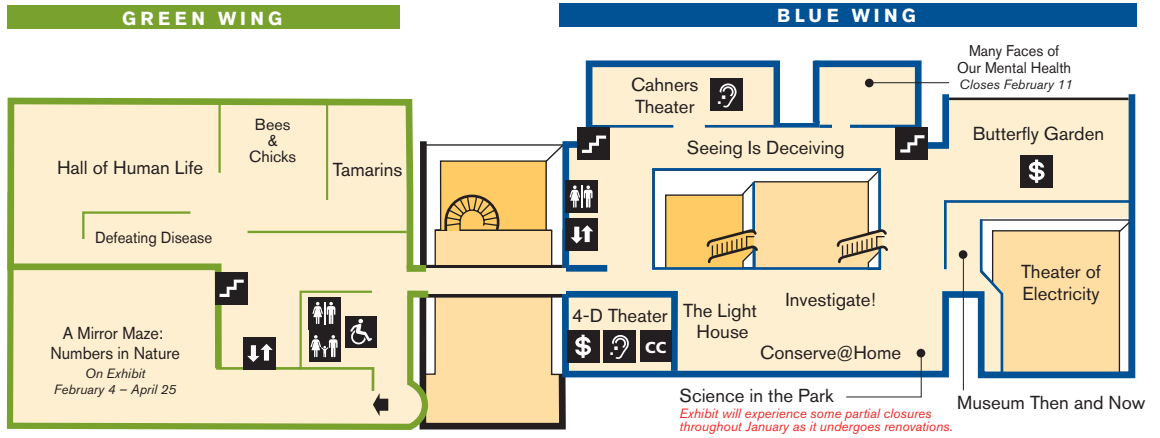 GREEN WING
BLUE WING
Many Faces of
Our Mental Health
Closes February 11
Cahners
Theater
Bees
&
Chicks
Hall of Human Life
Tamarins
Seeing Is Deceiving
Butterfly Garden
$
Defeating Disease
Theater of
Electricity
A Mirror Maze:
Numbers in Nature
On Exhibit
February 4 – April 25
4-D Theater
$ CC
The Light
House
Investigate!
Conserve@Home
Science in the Park
Exhibit will experience some partial closures
throughout January as it undergoes renovations.
Museum Then and Now